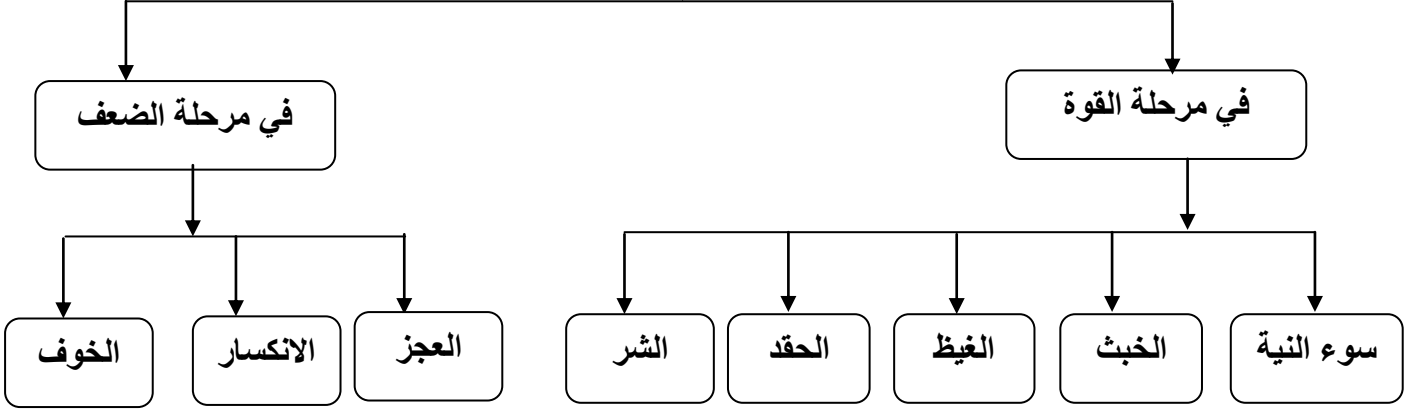 في مرحلة القوة
في مرحلة الضعف
سوء النية
الخبث
الغيظ
الحقد
الشر
العجز
الانكسار
الخوف